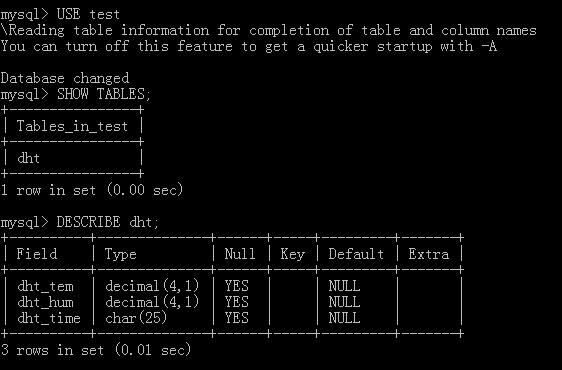 mysql> USE test
\Reading table information for completion of table and column names
You can turn off this feature to get a quicker startup with -A
Database changed
mysql> SHOW TABLES;
+----------------+
| Tables_in_test |
+----------------+
| dht            |
+----------------+
1 row in set (0.00 sec)
mysql> DESCRIBE dht;
+----------+--------------+------+-----+---------+-------+
| Field    | Type         | Null | Key | Default | Extra |
+----------+--------------+------+-----+---------+-------+
| dht_tem  | decimal(4,1) | YES  |     | NULL    |       |
| dht_hum  | decimal(4,1) | YES  |     | NULL    |       |
| dht_time | char(25)     | YES  |     | NULL    |       |
+----------+--------------+------+-----+---------+-------+
3 rows in set (0.01 sec)